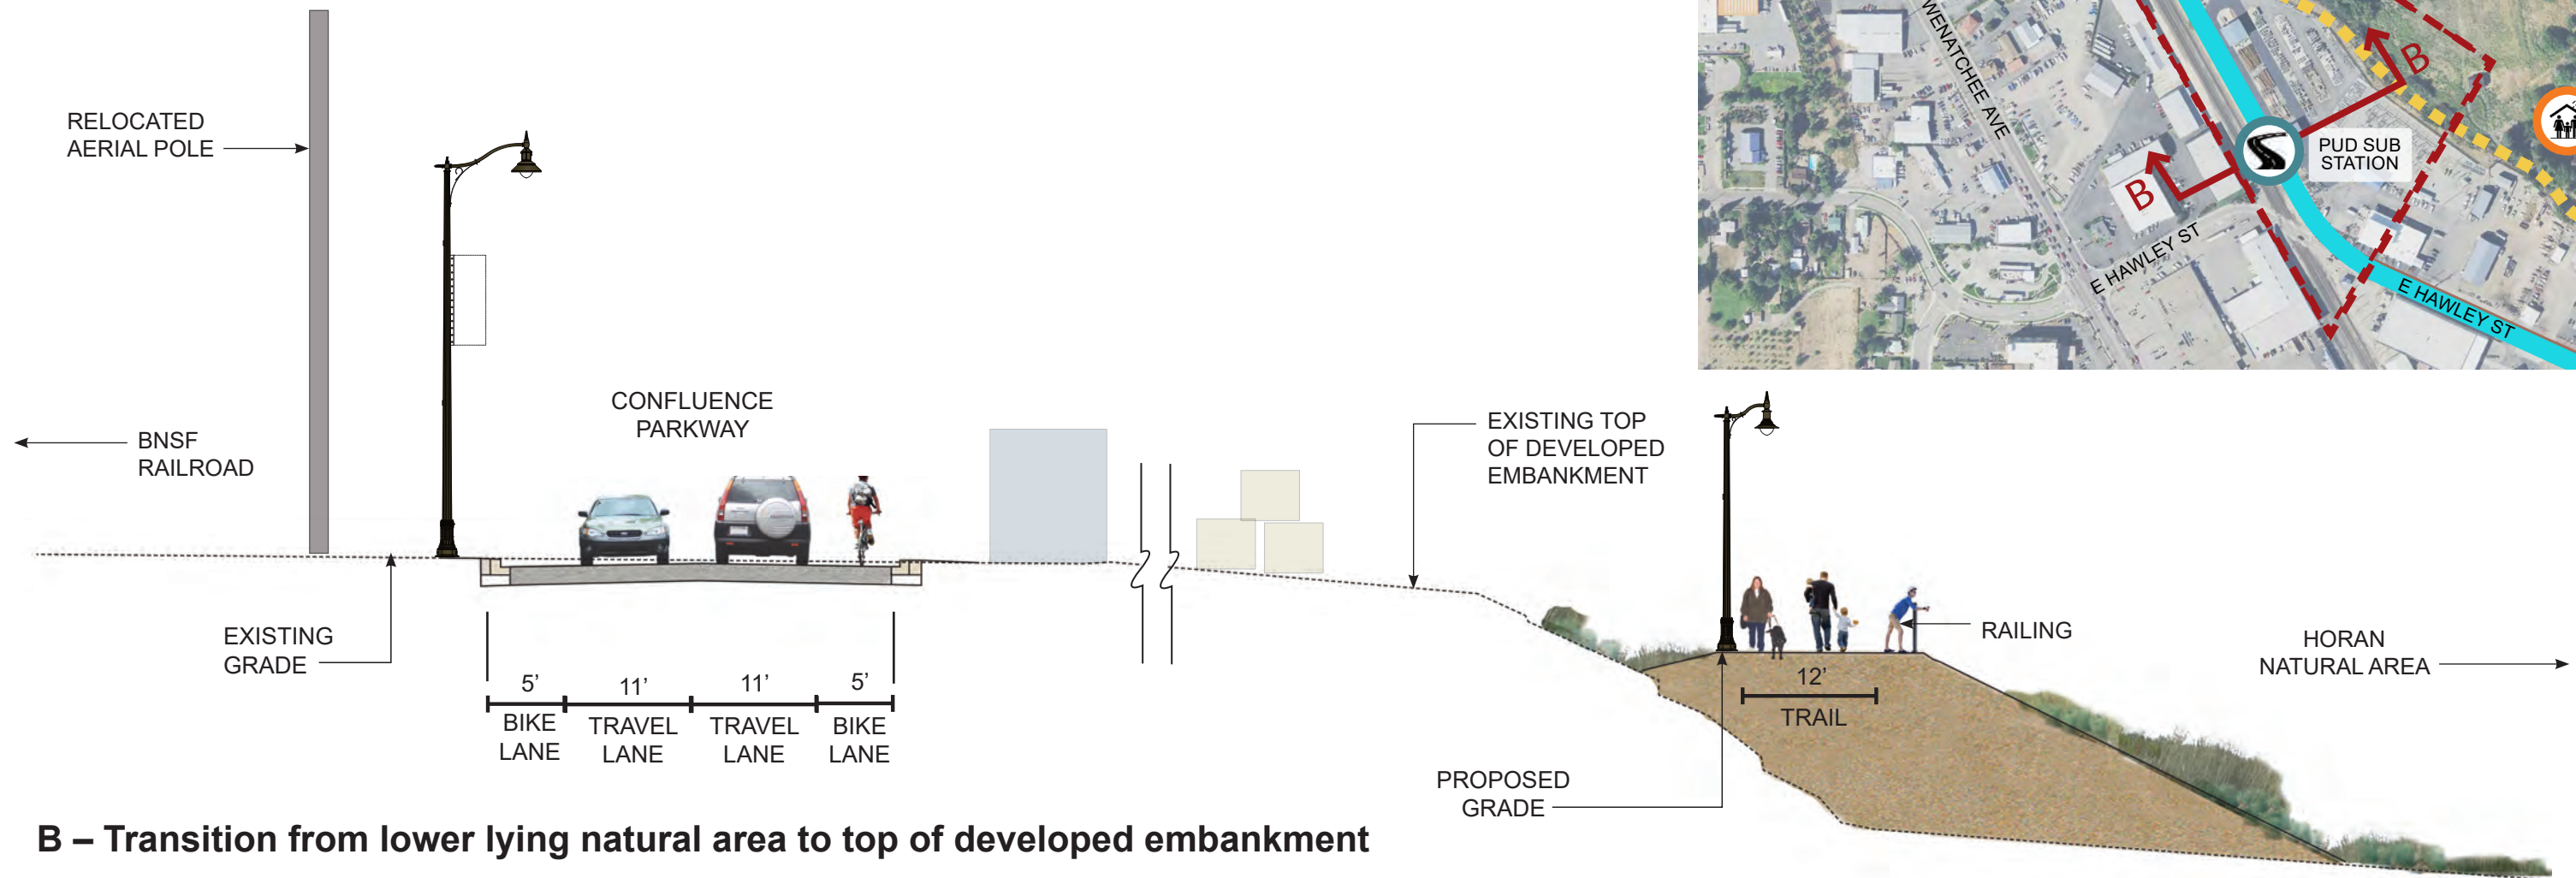 RELOCATED
AERIAL POLE
BNSF
RAILROAD
CONFLUENCE
PARKWAY
EXISTING
GRADE
5’
11’
11’
5’
BIKE
LANE
TRAVEL
LANE
TRAVEL
LANE
BIKE
LANE
EXISTING TOP
OF DEVELOPED
EMBANKMENT
RAILING
HORAN
NATURAL AREA
12’
TRAIL
PROPOSED
GRADE
B – Transition from lower lying natural area to top of developed embankment
WENATCHEE AVE
B
B
PUD SUB
STATION
E HAWLEY ST
E HAWLEY ST